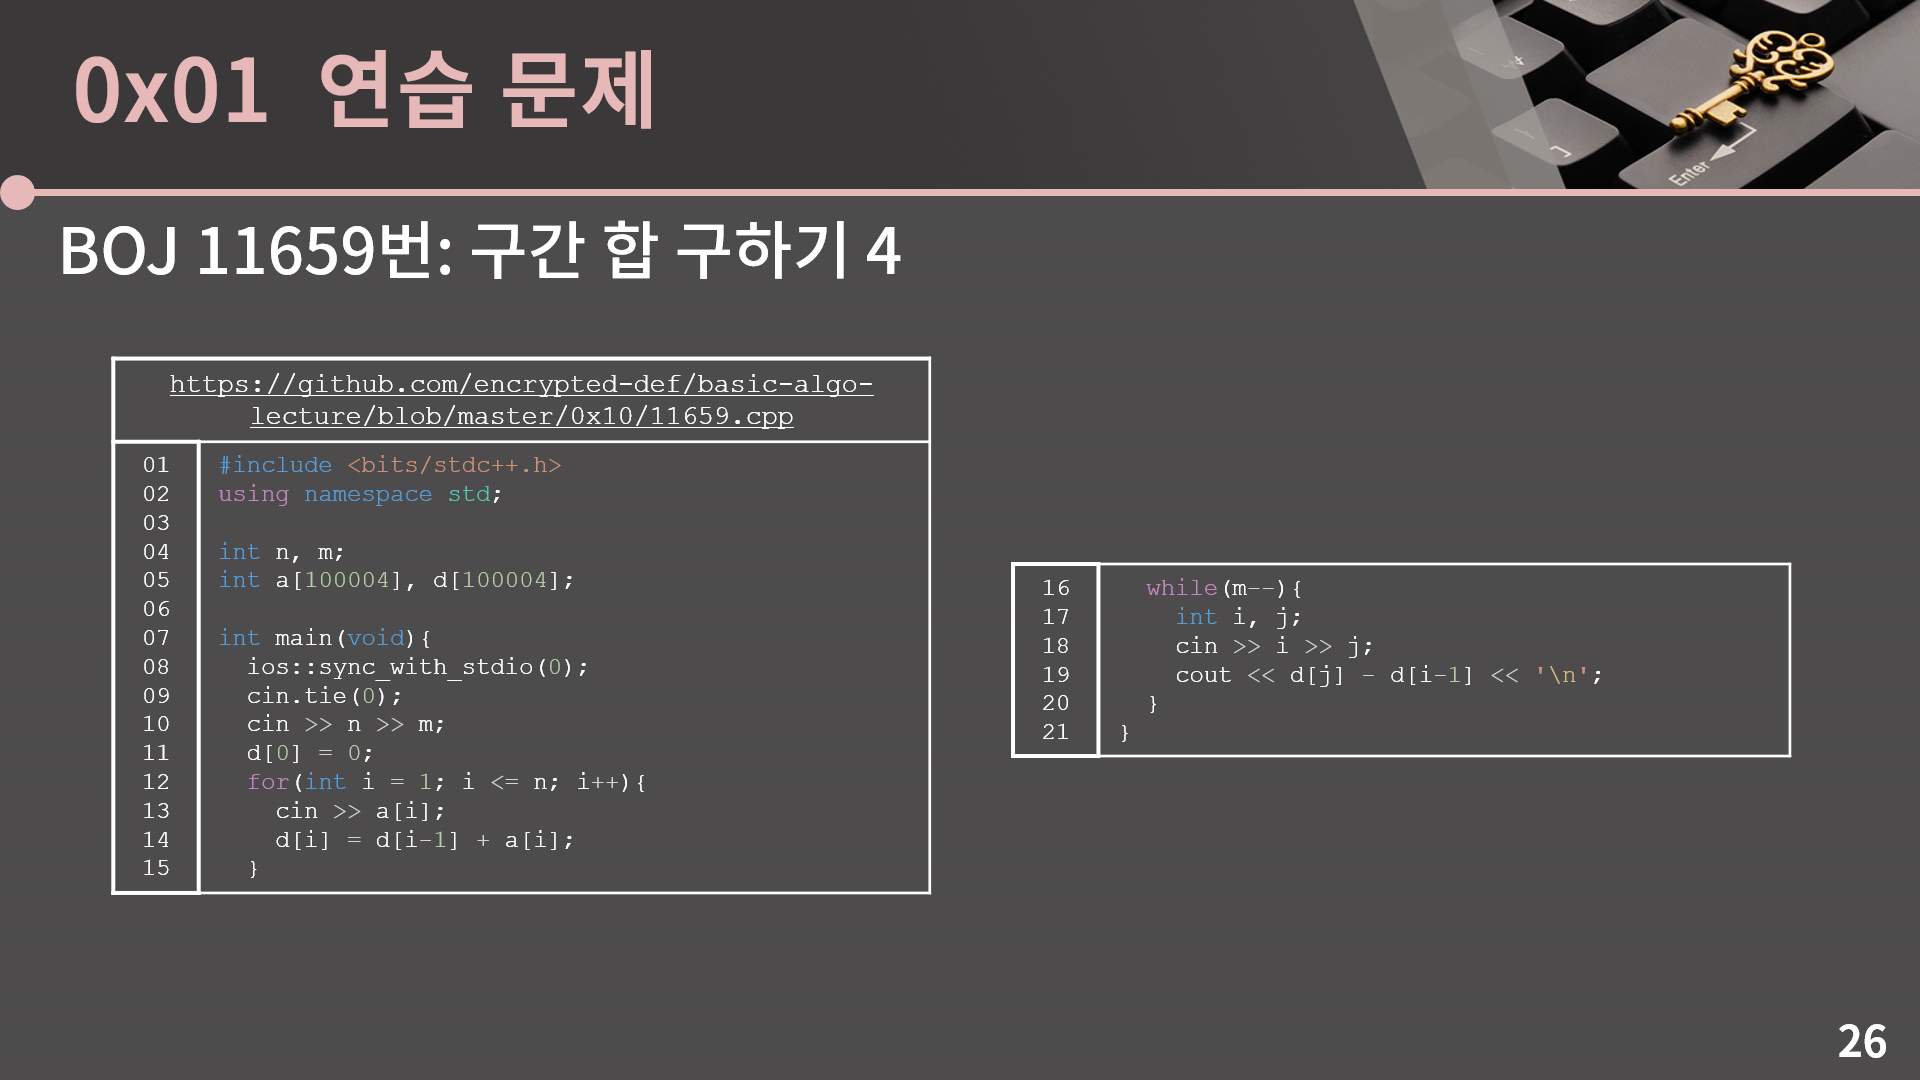 0x01 연습 문제
Enter
BOJ 11659번: 구간 합 구하기 4
https://github.com/encrypted-def/basic-algo-
lecture/blob/master/0x10/11659.cpp
01 #include <bits/stdc++.h>
02 using namespace std;
03
04 int n, m;
05 int a[100004], d[100004];
06
07 int main(void){
08   ios::sync_with_stdio(0);
09   cin.tie(0);
10   cin >> n >> m;
11   d[0] = 0;
12   for(int i = 1; i <= n; i++){
13     cin >> a[i];
14     d[i] = d[i-1] + a[i];
15   }
16   while(m--){
17     int i, j;
18     cin >> i >> j;
19     cout << d[j] - d[i-1] << '\n';
20   }
21 }
26